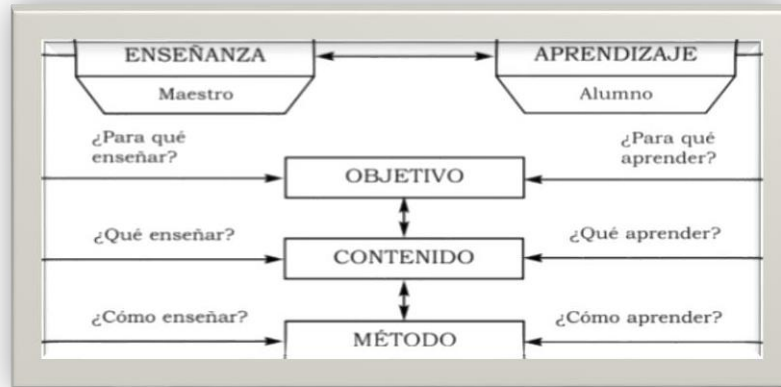 ENSEÑANZA
APRENDIZAJE
Maestro
Alumno
¿Para qué
enseñar?
¿Para qué
aprender?
OBJETIVO
¿Qué enseñar?
¿Qué aprender?
CONTENIDO
¿Cómo enseñar?
¿Cómo aprender?
MÉTODO